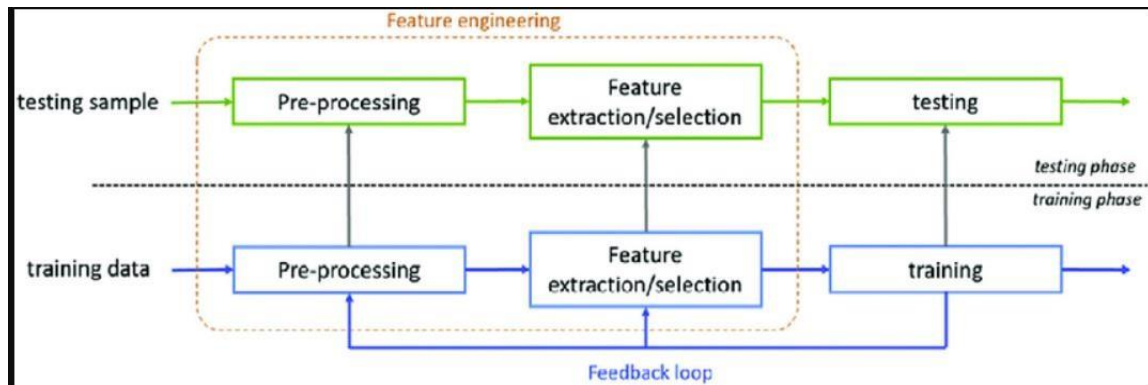 Feature engineering
testing sample
Pre-processing
Feature
extraction/selection
testing
testing phase
training phase
training data
Pre-processing
Feature
extraction/selection
training
Feedback loop